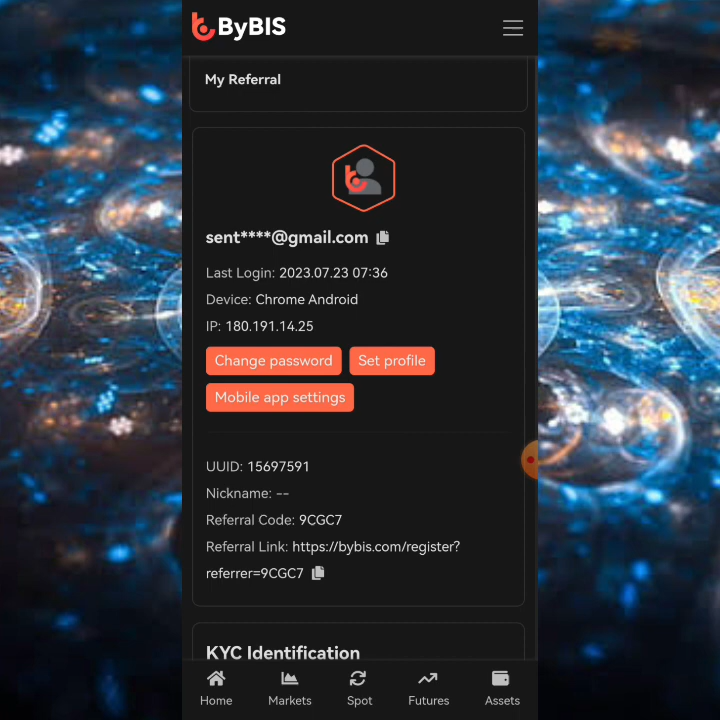 ByBIS
My Referral
sent****@gmail.com
Last Login: 2023.07.23 07:36
Device: Chrome Android
IP: 180.191.14.25
Change password Set profile
Mobile app settings
UUID: 15697591
Nickname: --
Referral Code: 9CGC7
Referral Link: https://bybis.com/register?
referrer=9CGC7
KYC Identification
Home Markets Spot Futures Assets